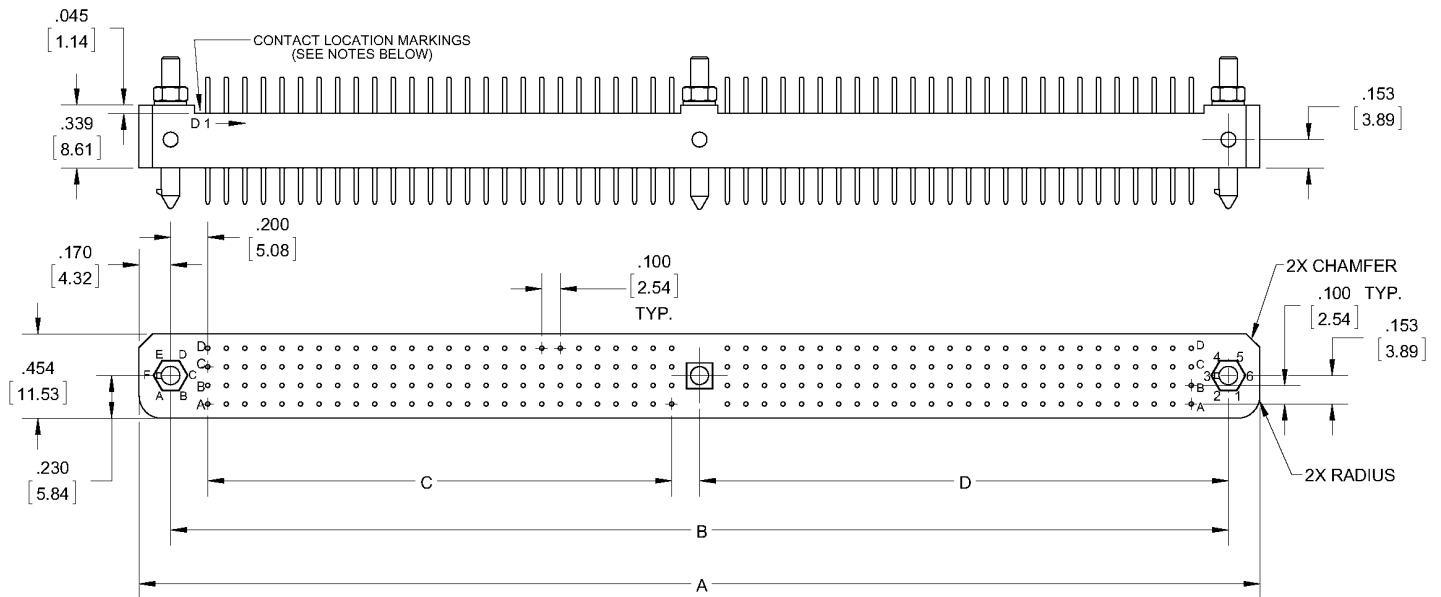 .045
[1.14]
CONTACT LOCATION MARKINGS
(SEE NOTES BELOW)
D 1
.339
[8.61]
.153
[3.89]
.200
[5.08]
.170
[4.32]
.100
[2.54]
TYP.
2X CHAMFER
.100 TYP.
[2.54]
.153
[3.89]
.454
[11.53]
E D
F C
A B
D
C
B
A
D
C
B
A
4 5
3 6
2 1
.230
[5.84]
C
D
2X RADIUS
B
A